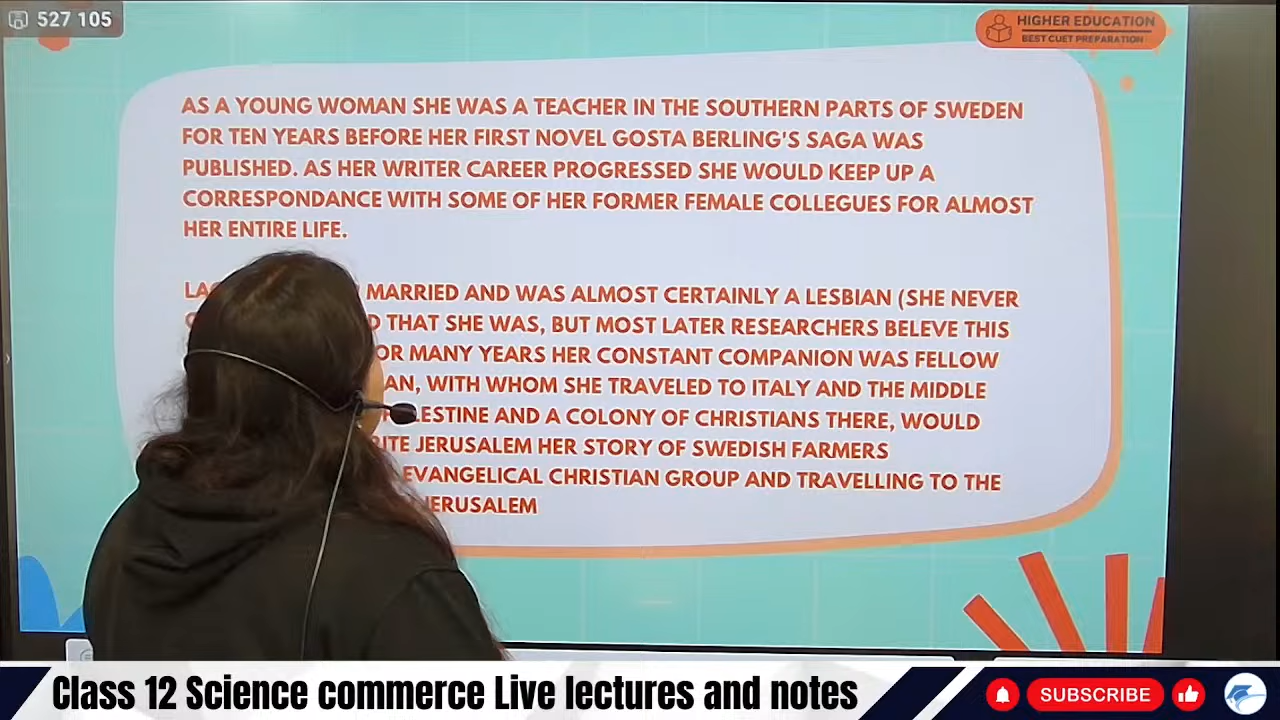 527 105
HIGHER EDUCATION
BEST CUET PREPARATION
AS A YOUNG WOMAN SHE WAS A TEACHER IN THE SOUTHERN PARTS OF SWEDEN
FOR TEN YEARS BEFORE HER FIRST NOVEL GOSTA BERLING'S SAGA WAS
PUBLISHED. AS HER WRITER CAREER PROGRESSED SHE WOULD KEEP UP A
CORRESPONDANCE WITH SOME OF HER FORMER FEMALE COLLEGUES FOR ALMOST
HER ENTIRE LIFE.
MARRIED AND WAS ALMOST CERTAINLY A LESBIAN (SHE NEVER
THAT SHE WAS, BUT MOST LATER RESEARCHERS BELEVE THIS
OR MANY YEARS HER CONSTANT COMPANION WAS FELLOW
WITH WHOM SHE TRAVELED TO ITALY AND THE MIDDLE
AND A COLONY OF CHRISTIANS THERE, WOULD
JERUSALEM HER STORY OF SWEDISH FARMERS
EVANGELICAL CHRISTIAN GROUP AND TRAVELLING TO THE
JERUSALEM
Class 12 Science commerce Live lectures and notes
SUBSCRIBE